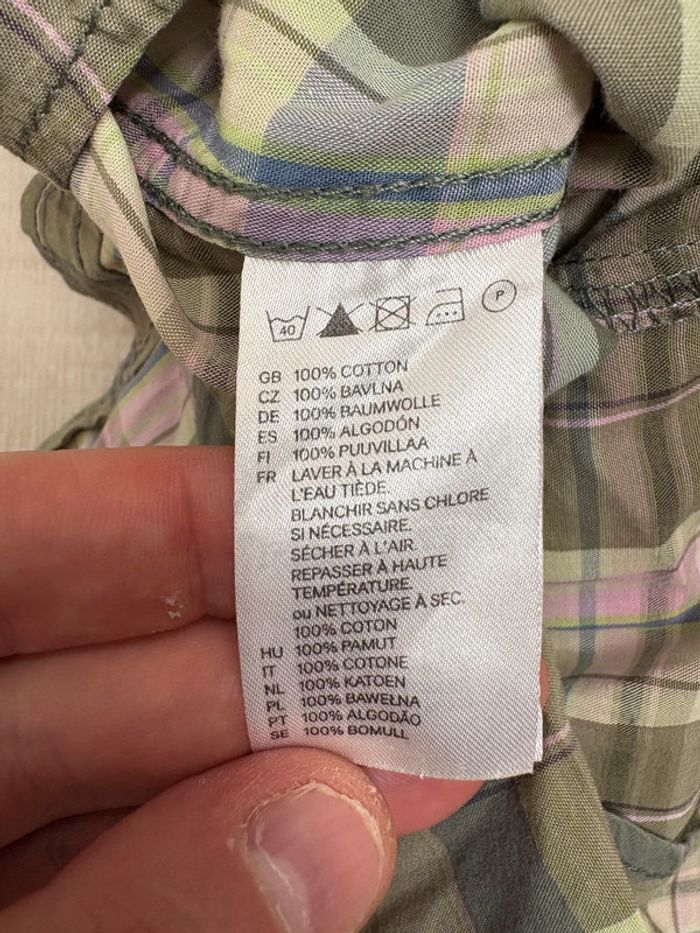 40 P
GB 100% COTTON
CZ 100% BAVLNA
DE 100% BAUMWOLLE
ES 100% ALGODÓN
FI 100% PUUVILLAA
FR LAVER À LA MACHINE À
L'EAU TIÈDE.
BLANCHIR SANS CHLORE
SI NÉCESSAIRE.
SÉCHER À L'AIR.
REPASSER À HAUTE
TEMPÉRATURE.
ou NETTOYAGE À SEC.
100% COTON
HU 100% PAMUT
IT 100% COTONE
NL 100% KATOEN
PL 100% BAWEŁNA
PT 100% ALGODÃO
SE 100% BOMULL